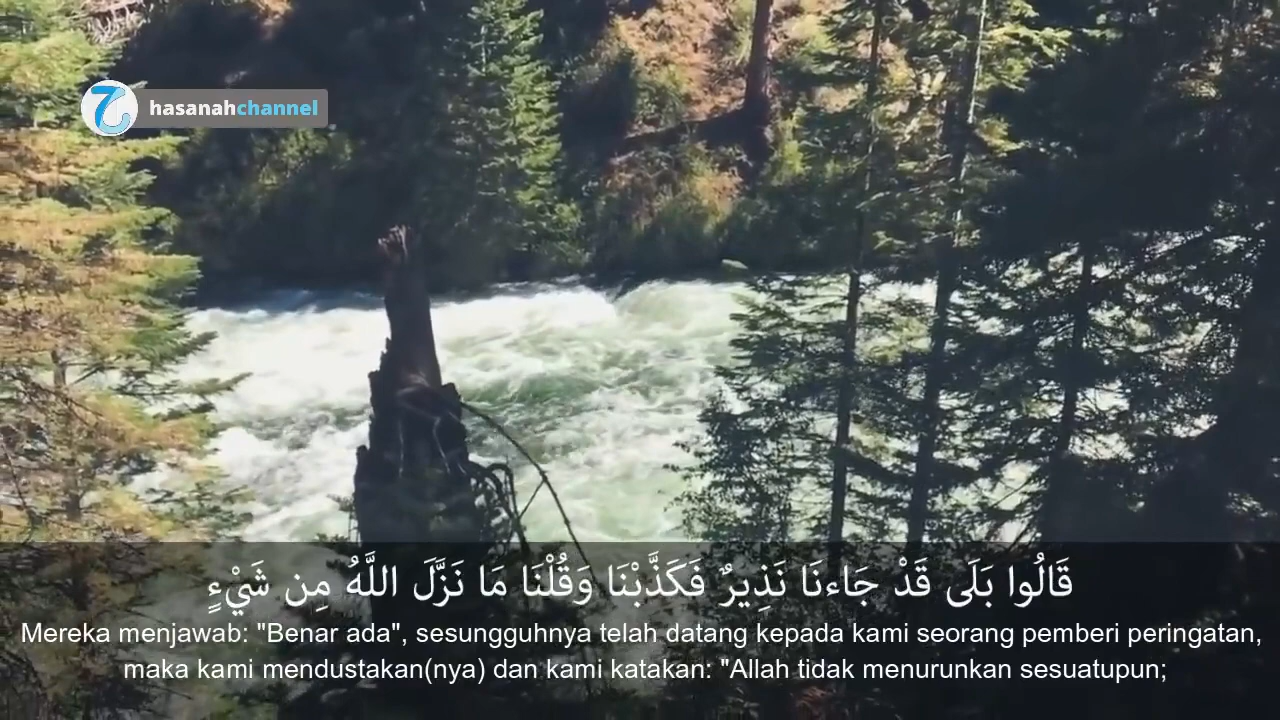 hasanahchannel
قَالُوا بَلَى قَدْ جَاءنَا نَذِيرٌ فَكَذَّبْنَا وَقُلْنَا مَا نَزَّلَ اللَّهُ مِن شَيْءٍ
Mereka menjawab: "Benar ada", sesungguhnya telah datang kepada kami seorang pemberi peringatan,
maka kami mendustakan(nya) dan kami katakan: "Allah tidak menurunkan sesuatupun;